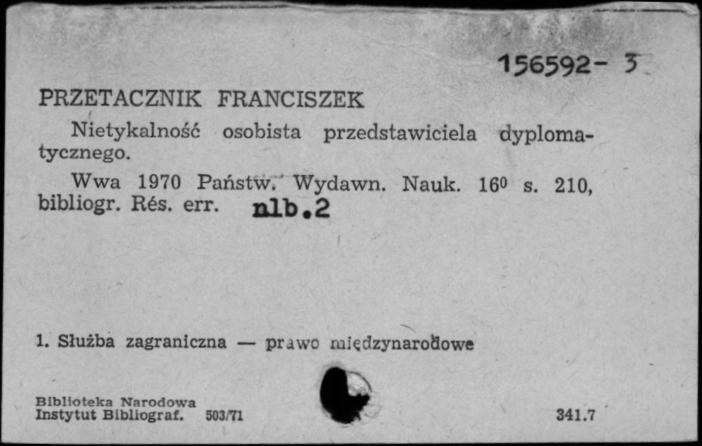 156592- 3
PRZETACZNIK FRANCISZEK
Nietykalność osobista przedstawiciela dyploma-
tycznego.
Wwa 1970 Państw. Wydawn. Nauk. 16⁰ s. 210,
bibliogr. Rés. err. nlb.2
1. Służba zagraniczna — prawo międzynarodowe
Biblioteka Narodowa
Instytut Bibliograf. 503/71 341.7